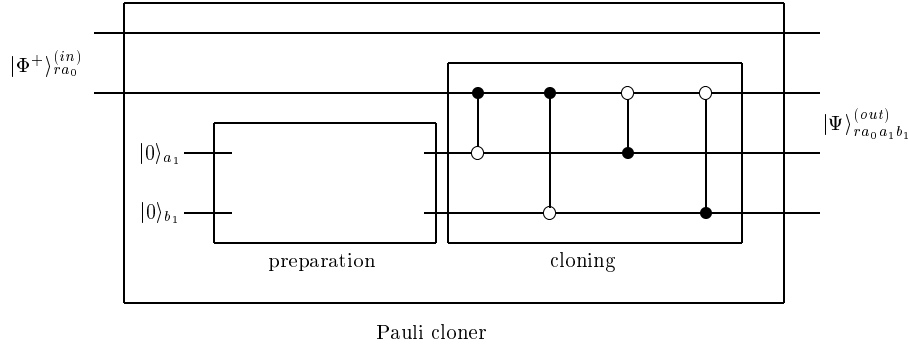 |Φ⁺⟩_{ra₀}^{(in)}
|Ψ⟩_{ra₀a₁b₁}^{(out)}
|0⟩_{a₁}
|0⟩_{b₁}
preparation
cloning
Pauli cloner